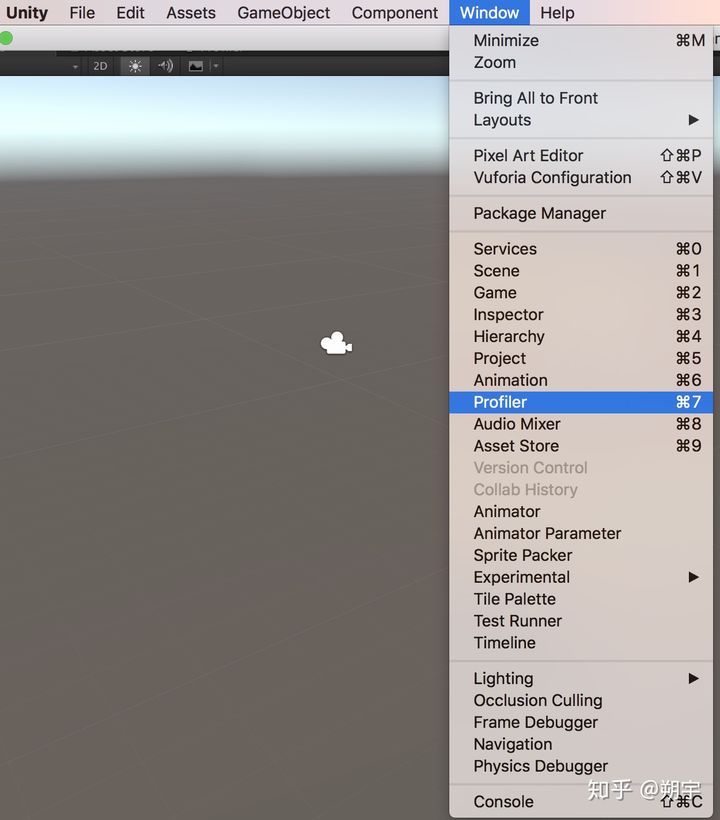 Unity File Edit Assets GameObject Component Window Help
Minimize ⌘M
Zoom
2D
Bring All to Front
Layouts ▶
Pixel Art Editor ⇧⌘P
Vuforia Configuration ⇧⌘V
Package Manager
Services ⌘0
Scene ⌘1
Game ⌘2
Inspector ⌘3
Hierarchy ⌘4
Project ⌘5
Animation ⌘6
Profiler ⌘7
Audio Mixer ⌘8
Asset Store ⌘9
Version Control
Collab History
Animator
Animator Parameter
Sprite Packer
Experimental ▶
Tile Palette
Test Runner
Timeline
Lighting ▶
Occlusion Culling
Frame Debugger
Navigation
Physics Debugger
知乎 @朔宇
Console ⇧⌘C